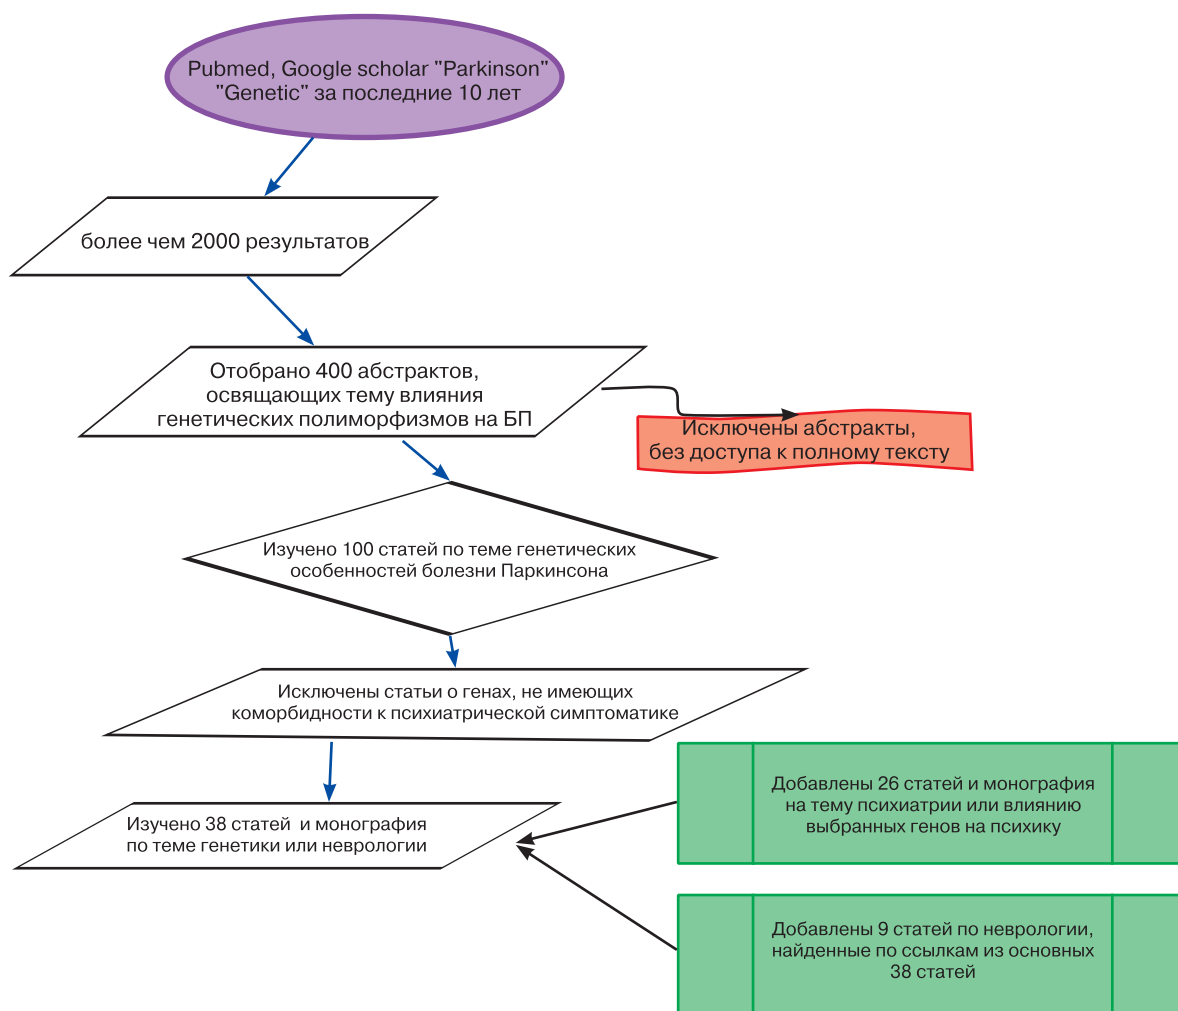 Pubmed, Google scholar "Parkinson"
"Genetic" за последние 10 лет
более чем 2000 результатов
Отобрано 400 абстрактов,
освящающих тему влияния
генетических полиморфизмов на БП
Исключены абстракты,
без доступа к полному тексту
Изучено 100 статей по теме генетических
особенностей болезни Паркинсона
Исключены статьи о генах, не имеющих
коморбидности к психиатрической симптоматике
Изучено 38 статей и монография
по теме генетики или неврологии
Добавлены 26 статей и монография
на тему психиатрии или влиянию
выбранных генов на психику
Добавлены 9 статей по неврологии,
найденные по ссылкам из основных
38 статей